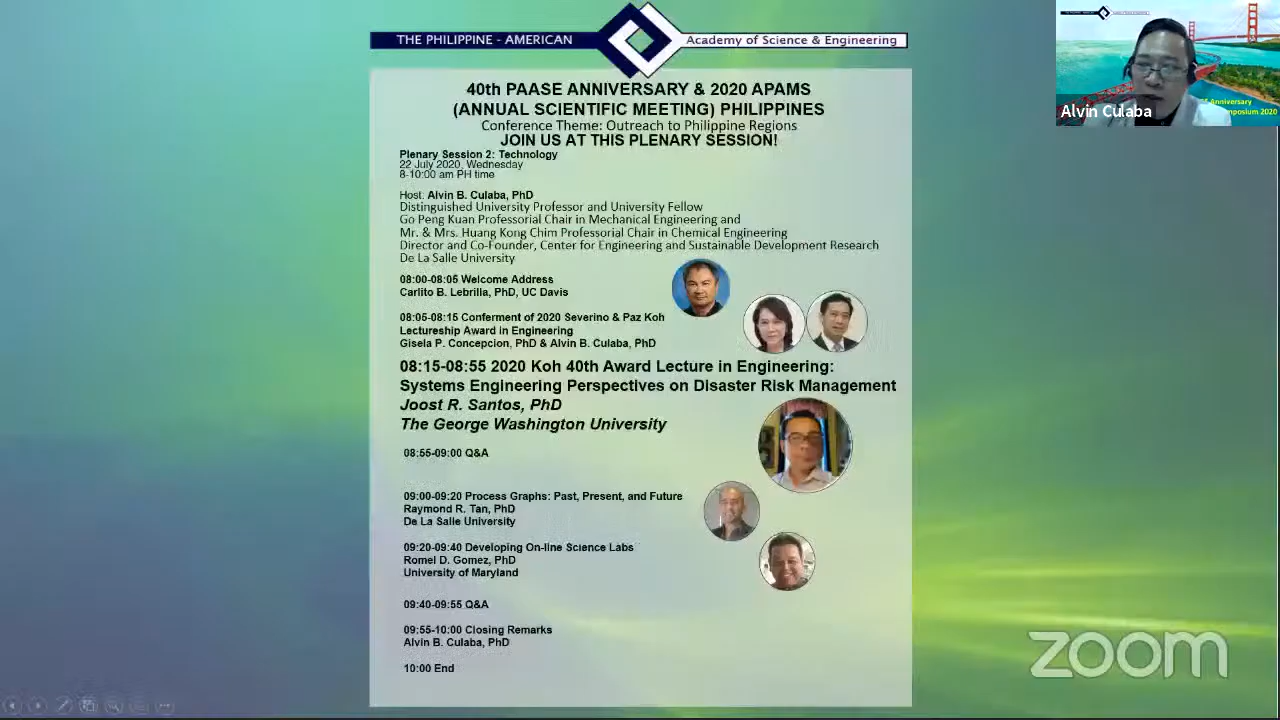 THE PHILIPPINE - AMERICAN
Academy of Science & Engineering
40th PAASE ANNIVERSARY & 2020 APAMS
(ANNUAL SCIENTIFIC MEETING) PHILIPPINES
Conference Theme: Outreach to Philippine Regions
JOIN US AT THIS PLENARY SESSION!
Plenary Session 2: Technology
22 July 2020, Wednesday
8-10:00 am PH time
Host: Alvin B. Culaba, PhD
Distinguished University Professor and University Fellow
Go Peng Kuan Professorial Chair in Mechanical Engineering and
Mr. & Mrs. Huang Kong Chim Professorial Chair in Chemical Engineering
Director and Co-Founder, Center for Engineering and Sustainable Development Research
De La Salle University
08:00-08:05 Welcome Address
Carlito B. Lebrilla, PhD, UC Davis
08:05-08:15 Conferment of 2020 Severino & Paz Koh
Lectureship Award in Engineering
Gisela P. Concepcion, PhD & Alvin B. Culaba, PhD
08:15-08:55 2020 Koh 40th Award Lecture in Engineering:
Systems Engineering Perspectives on Disaster Risk Management
Joost R. Santos, PhD
The George Washington University
08:55-09:00 Q&A
09:00-09:20 Process Graphs: Past, Present, and Future
Raymond R. Tan, PhD
De La Salle University
09:20-09:40 Developing On-line Science Labs
Romel D. Gomez, PhD
University of Maryland
09:40-09:55 Q&A
09:55-10:00 Closing Remarks
Alvin B. Culaba, PhD
10:00 End
Anniversary
2020
Alvin Culaba
zoom